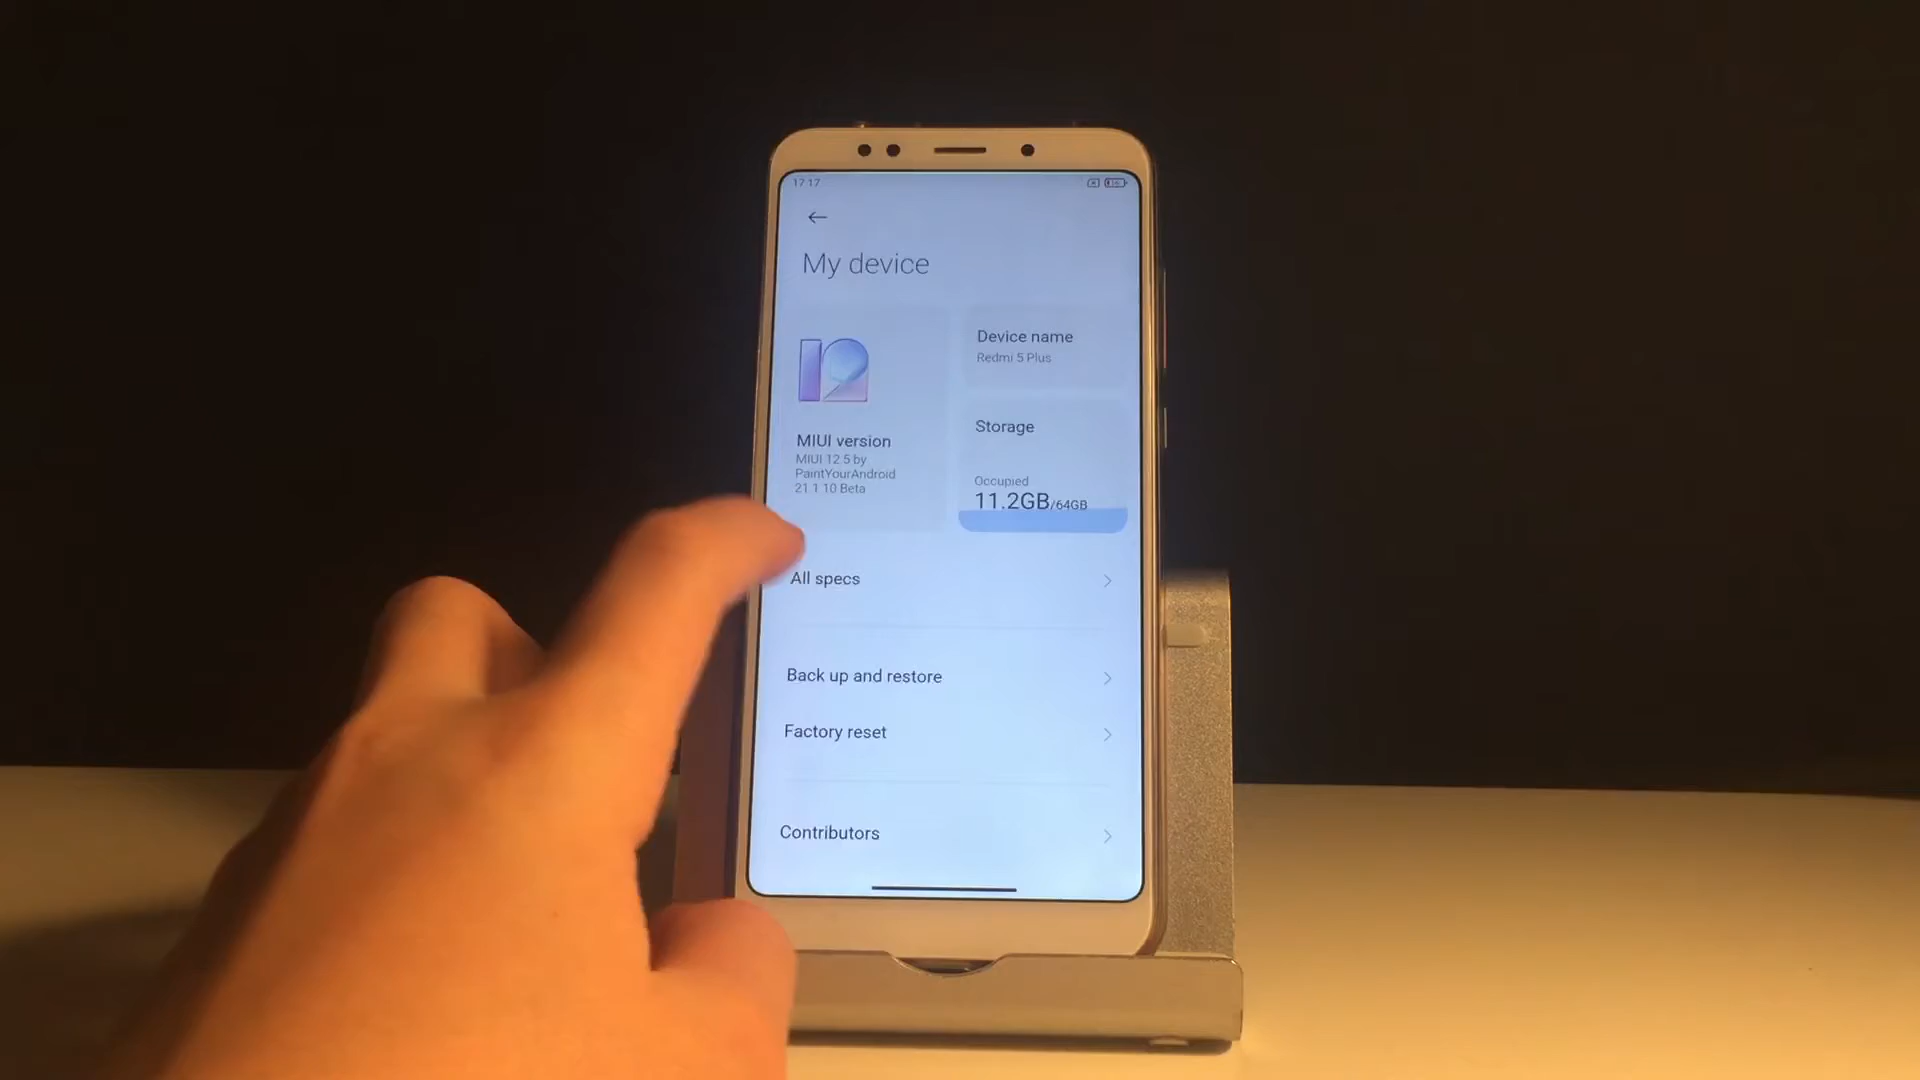 17 17
My device
12
MIUI version
MIUI 12 5 by
PaintYourAndroid
21 1 10 Beta
Device name
Redmi 5 Plus
Storage
Occupied
11.2GB/64GB
All specs
Back up and restore
Factory reset
Contributors